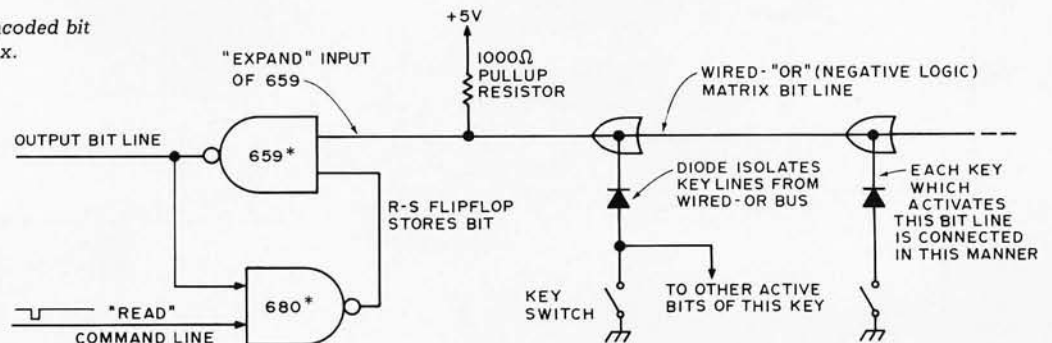 ncoded bit
x.
+5V
"EXPAND" INPUT
OF 659
1000Ω
PULLUP
RESISTOR
WIRED-"OR" (NEGATIVE LOGIC)
MATRIX BIT LINE
OUTPUT BIT LINE
659*
R-S FLIPFLOP
STORES BIT
DIODE ISOLATES
KEY LINES FROM
WIRED-OR BUS
EACH KEY
WHICH
ACTIVATES
THIS BIT LINE
IS CONNECTED
IN THIS MANNER
680*
"READ"
COMMAND LINE
KEY
SWITCH
TO OTHER ACTIVE
BITS OF THIS KEY